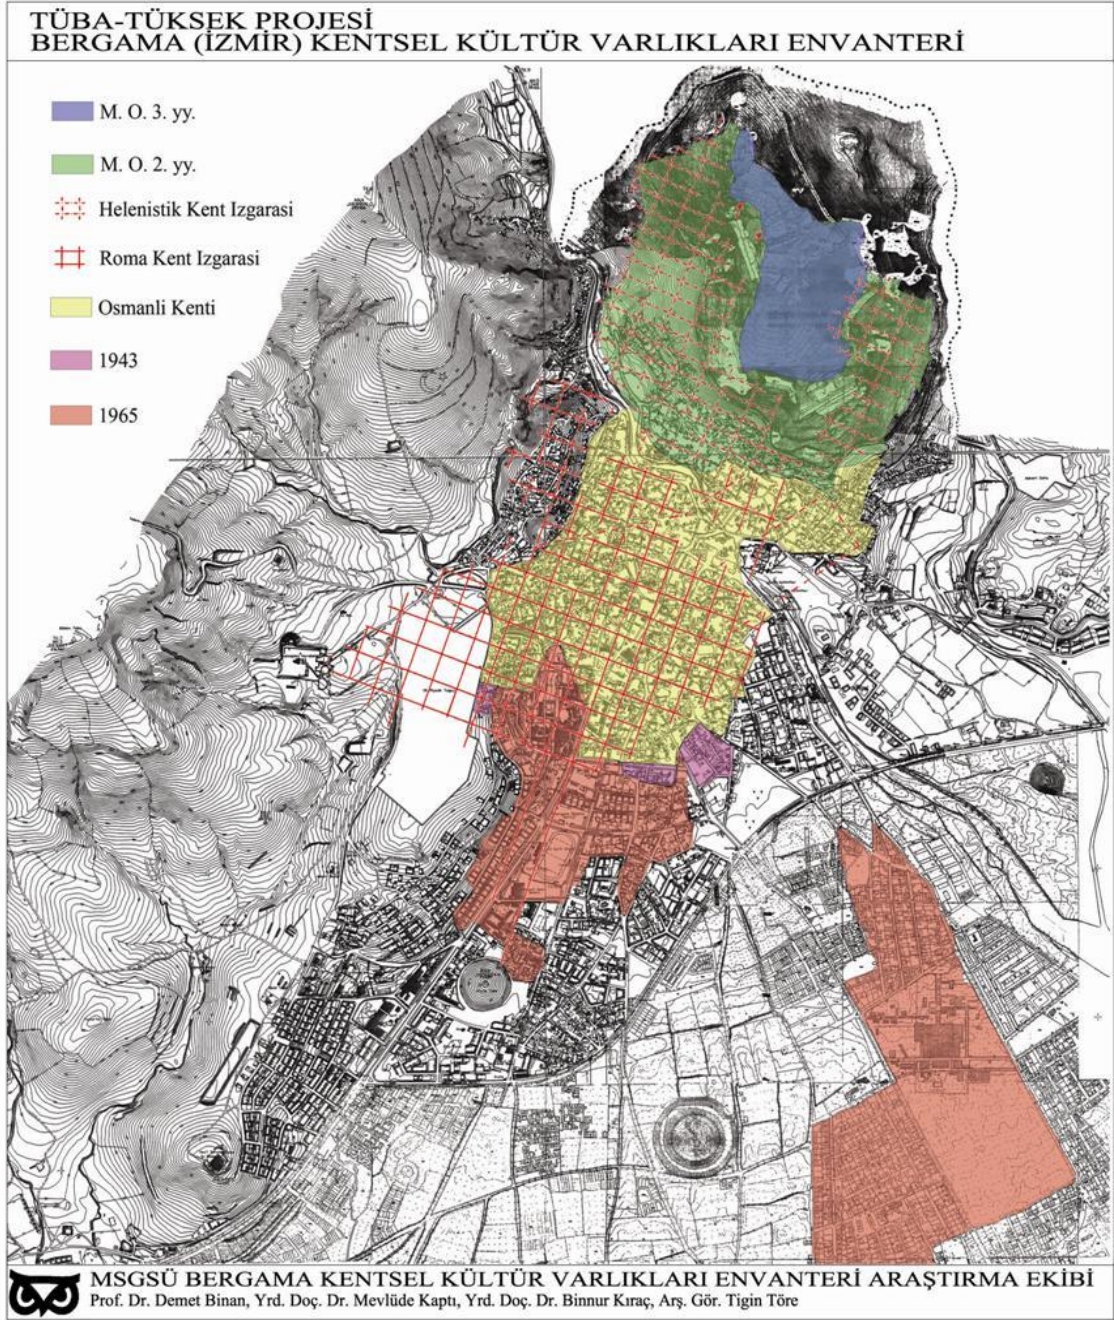 TÜBA-TÜKSEK PROJESİ
BERGAMA (İZMİR) KENTSEL KÜLTÜR VARLIKLARI ENVANTERİ
M. O. 3. yy.
M. O. 2. yy.
Helenistik Kent Izgarasi
Roma Kent Izgarasi
Osmanli Kenti
1943
1965
MSGSÜ BERGAMA KENTSEL KÜLTÜR VARLIKLARI ENVANTERİ ARAŞTIRMA EKİBİ
Prof. Dr. Demet Binan, Yrd. Doç. Dr. Mevlüde Kaptı, Yrd. Doç. Dr. Binnur Kıraç, Arş. Gör. Tigin Töre